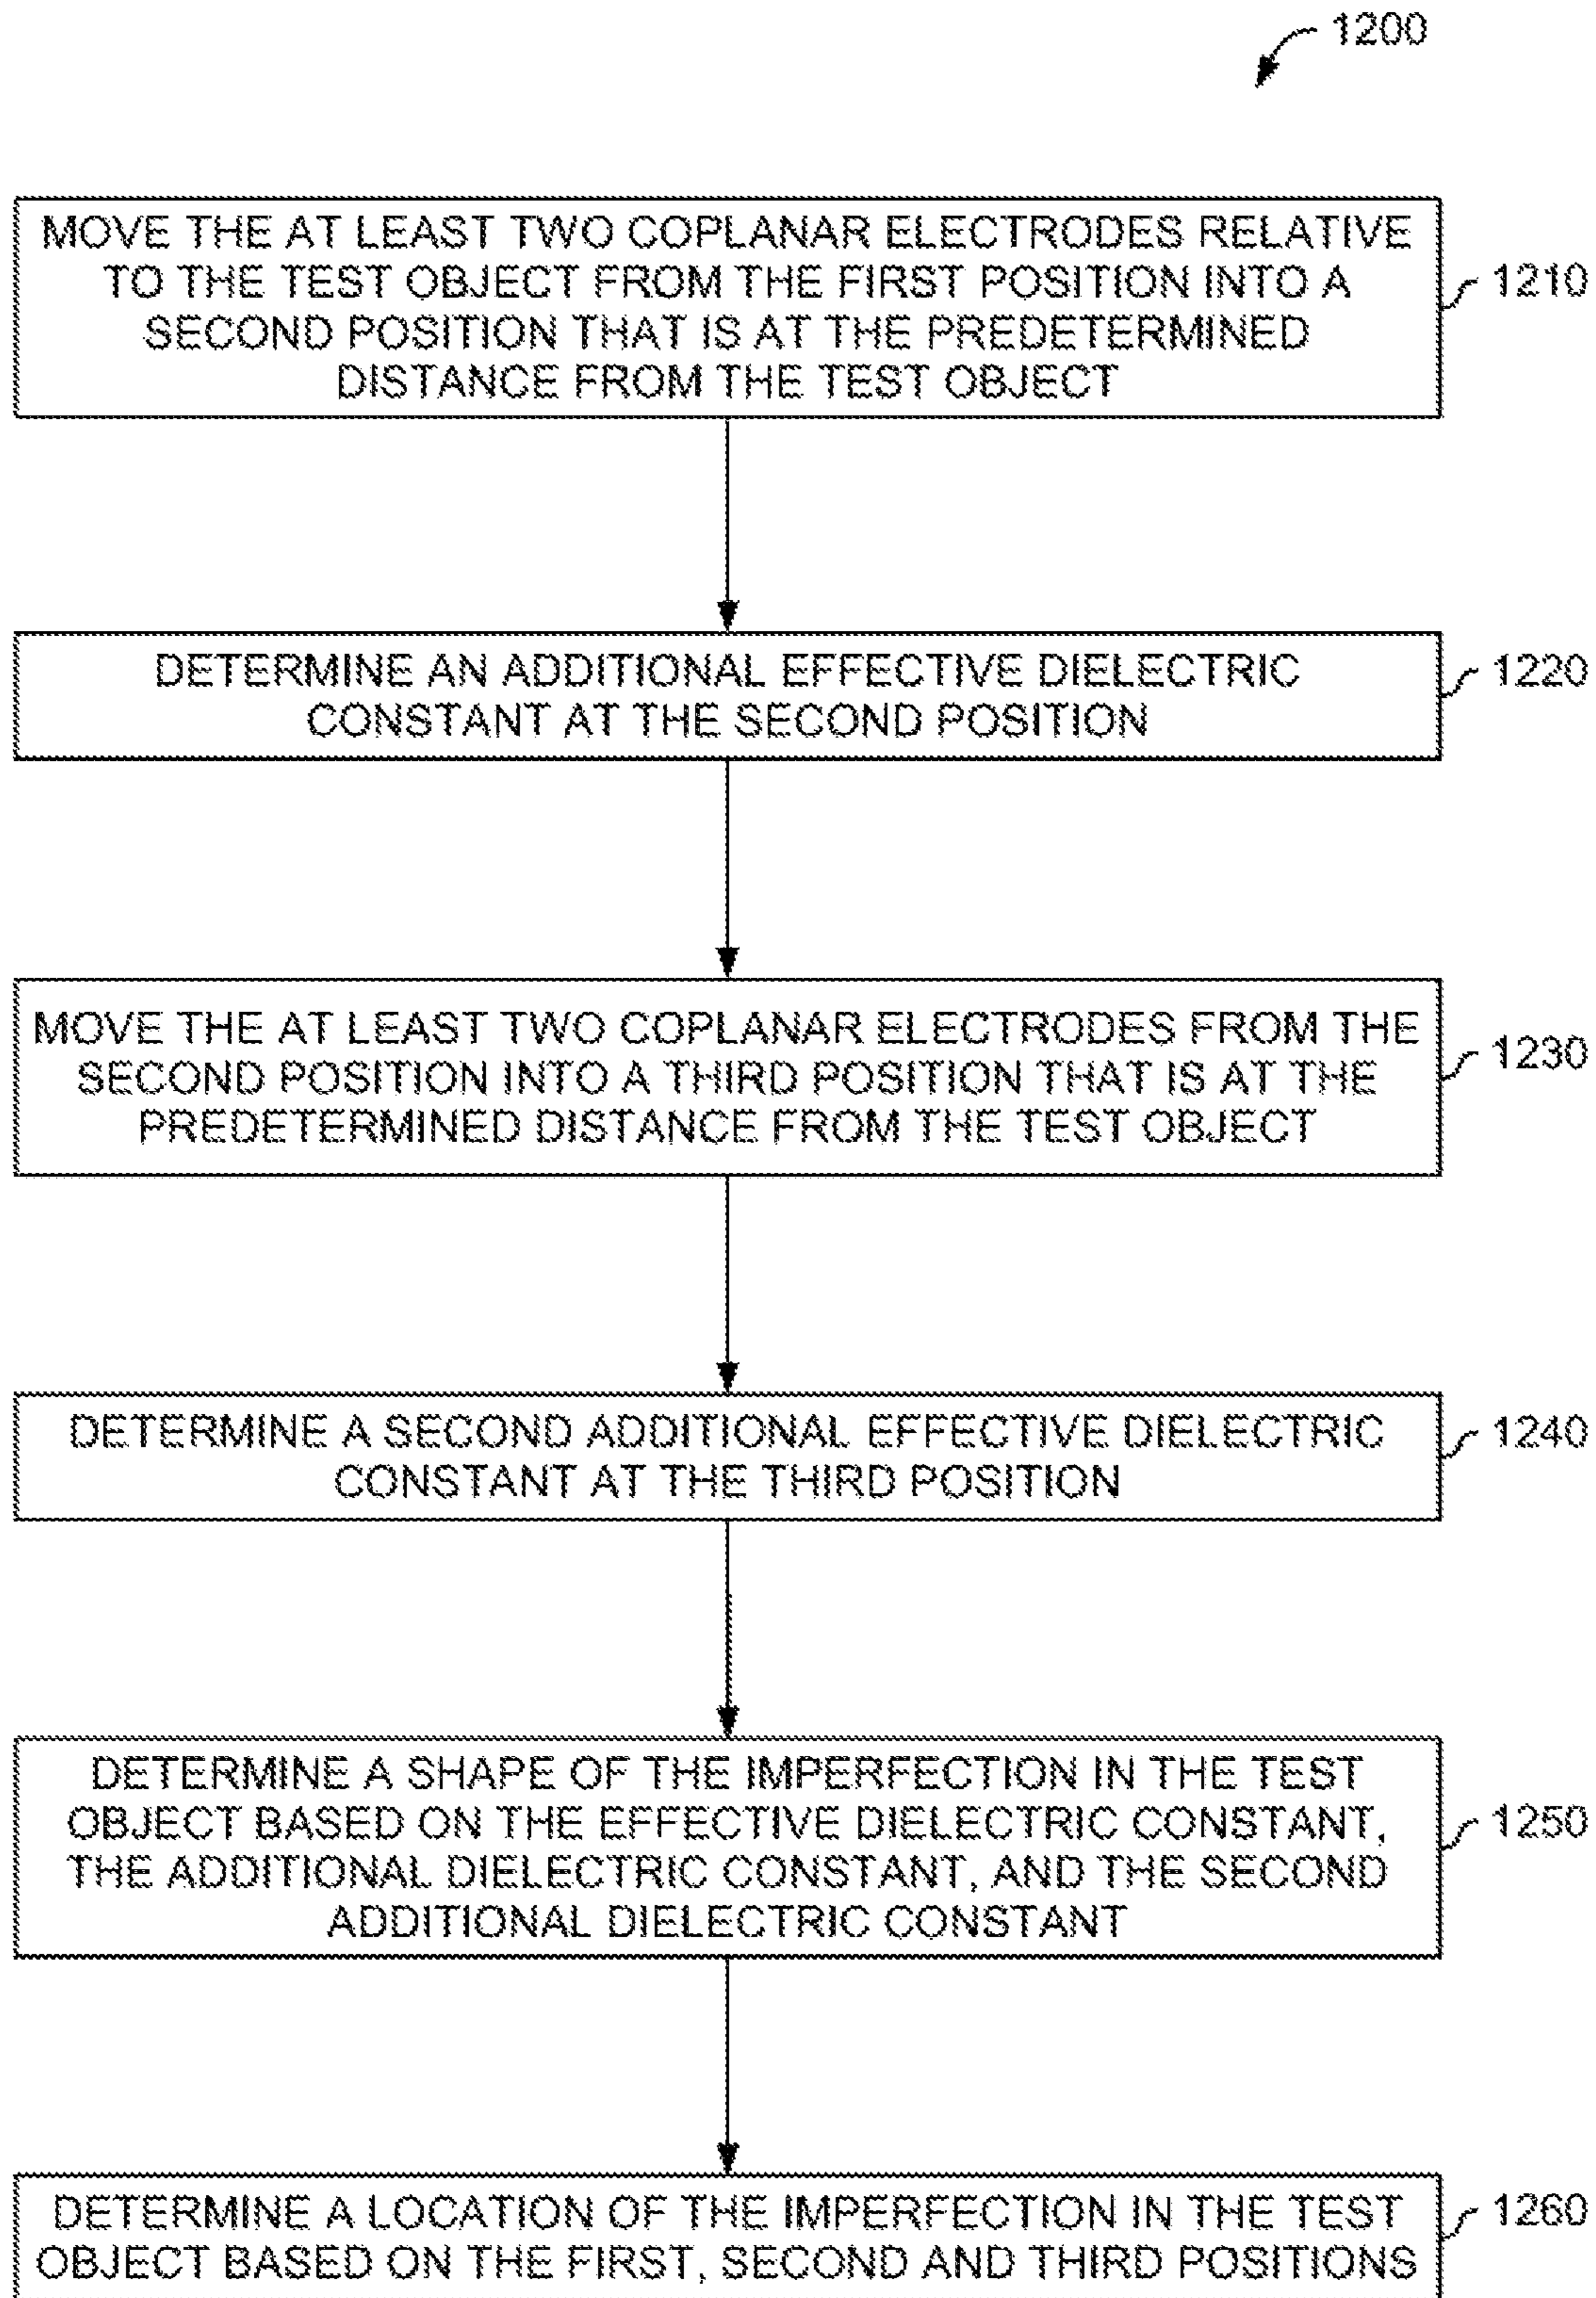 1200
MOVE THE AT LEAST TWO COPLANAR ELECTRODES RELATIVE
TO THE TEST OBJECT FROM THE FIRST POSITION INTO A
SECOND POSITION THAT IS AT THE PREDETERMINED
DISTANCE FROM THE TEST OBJECT
1210
DETERMINE AN ADDITIONAL EFFECTIVE DIELECTRIC
CONSTANT AT THE SECOND POSITION
1220
MOVE THE AT LEAST TWO COPLANAR ELECTRODES FROM THE
SECOND POSITION INTO A THIRD POSITION THAT IS AT THE
PREDETERMINED DISTANCE FROM THE TEST OBJECT
1230
DETERMINE A SECOND ADDITIONAL EFFECTIVE DIELECTRIC
CONSTANT AT THE THIRD POSITION
1240
DETERMINE A SHAPE OF THE IMPERFECTION IN THE TEST
OBJECT BASED ON THE EFFECTIVE DIELECTRIC CONSTANT,
THE ADDITIONAL DIELECTRIC CONSTANT, AND THE SECOND
ADDITIONAL DIELECTRIC CONSTANT
1250
DETERMINE A LOCATION OF THE IMPERFECTION IN THE TEST
OBJECT BASED ON THE FIRST, SECOND AND THIRD POSITIONS
1260